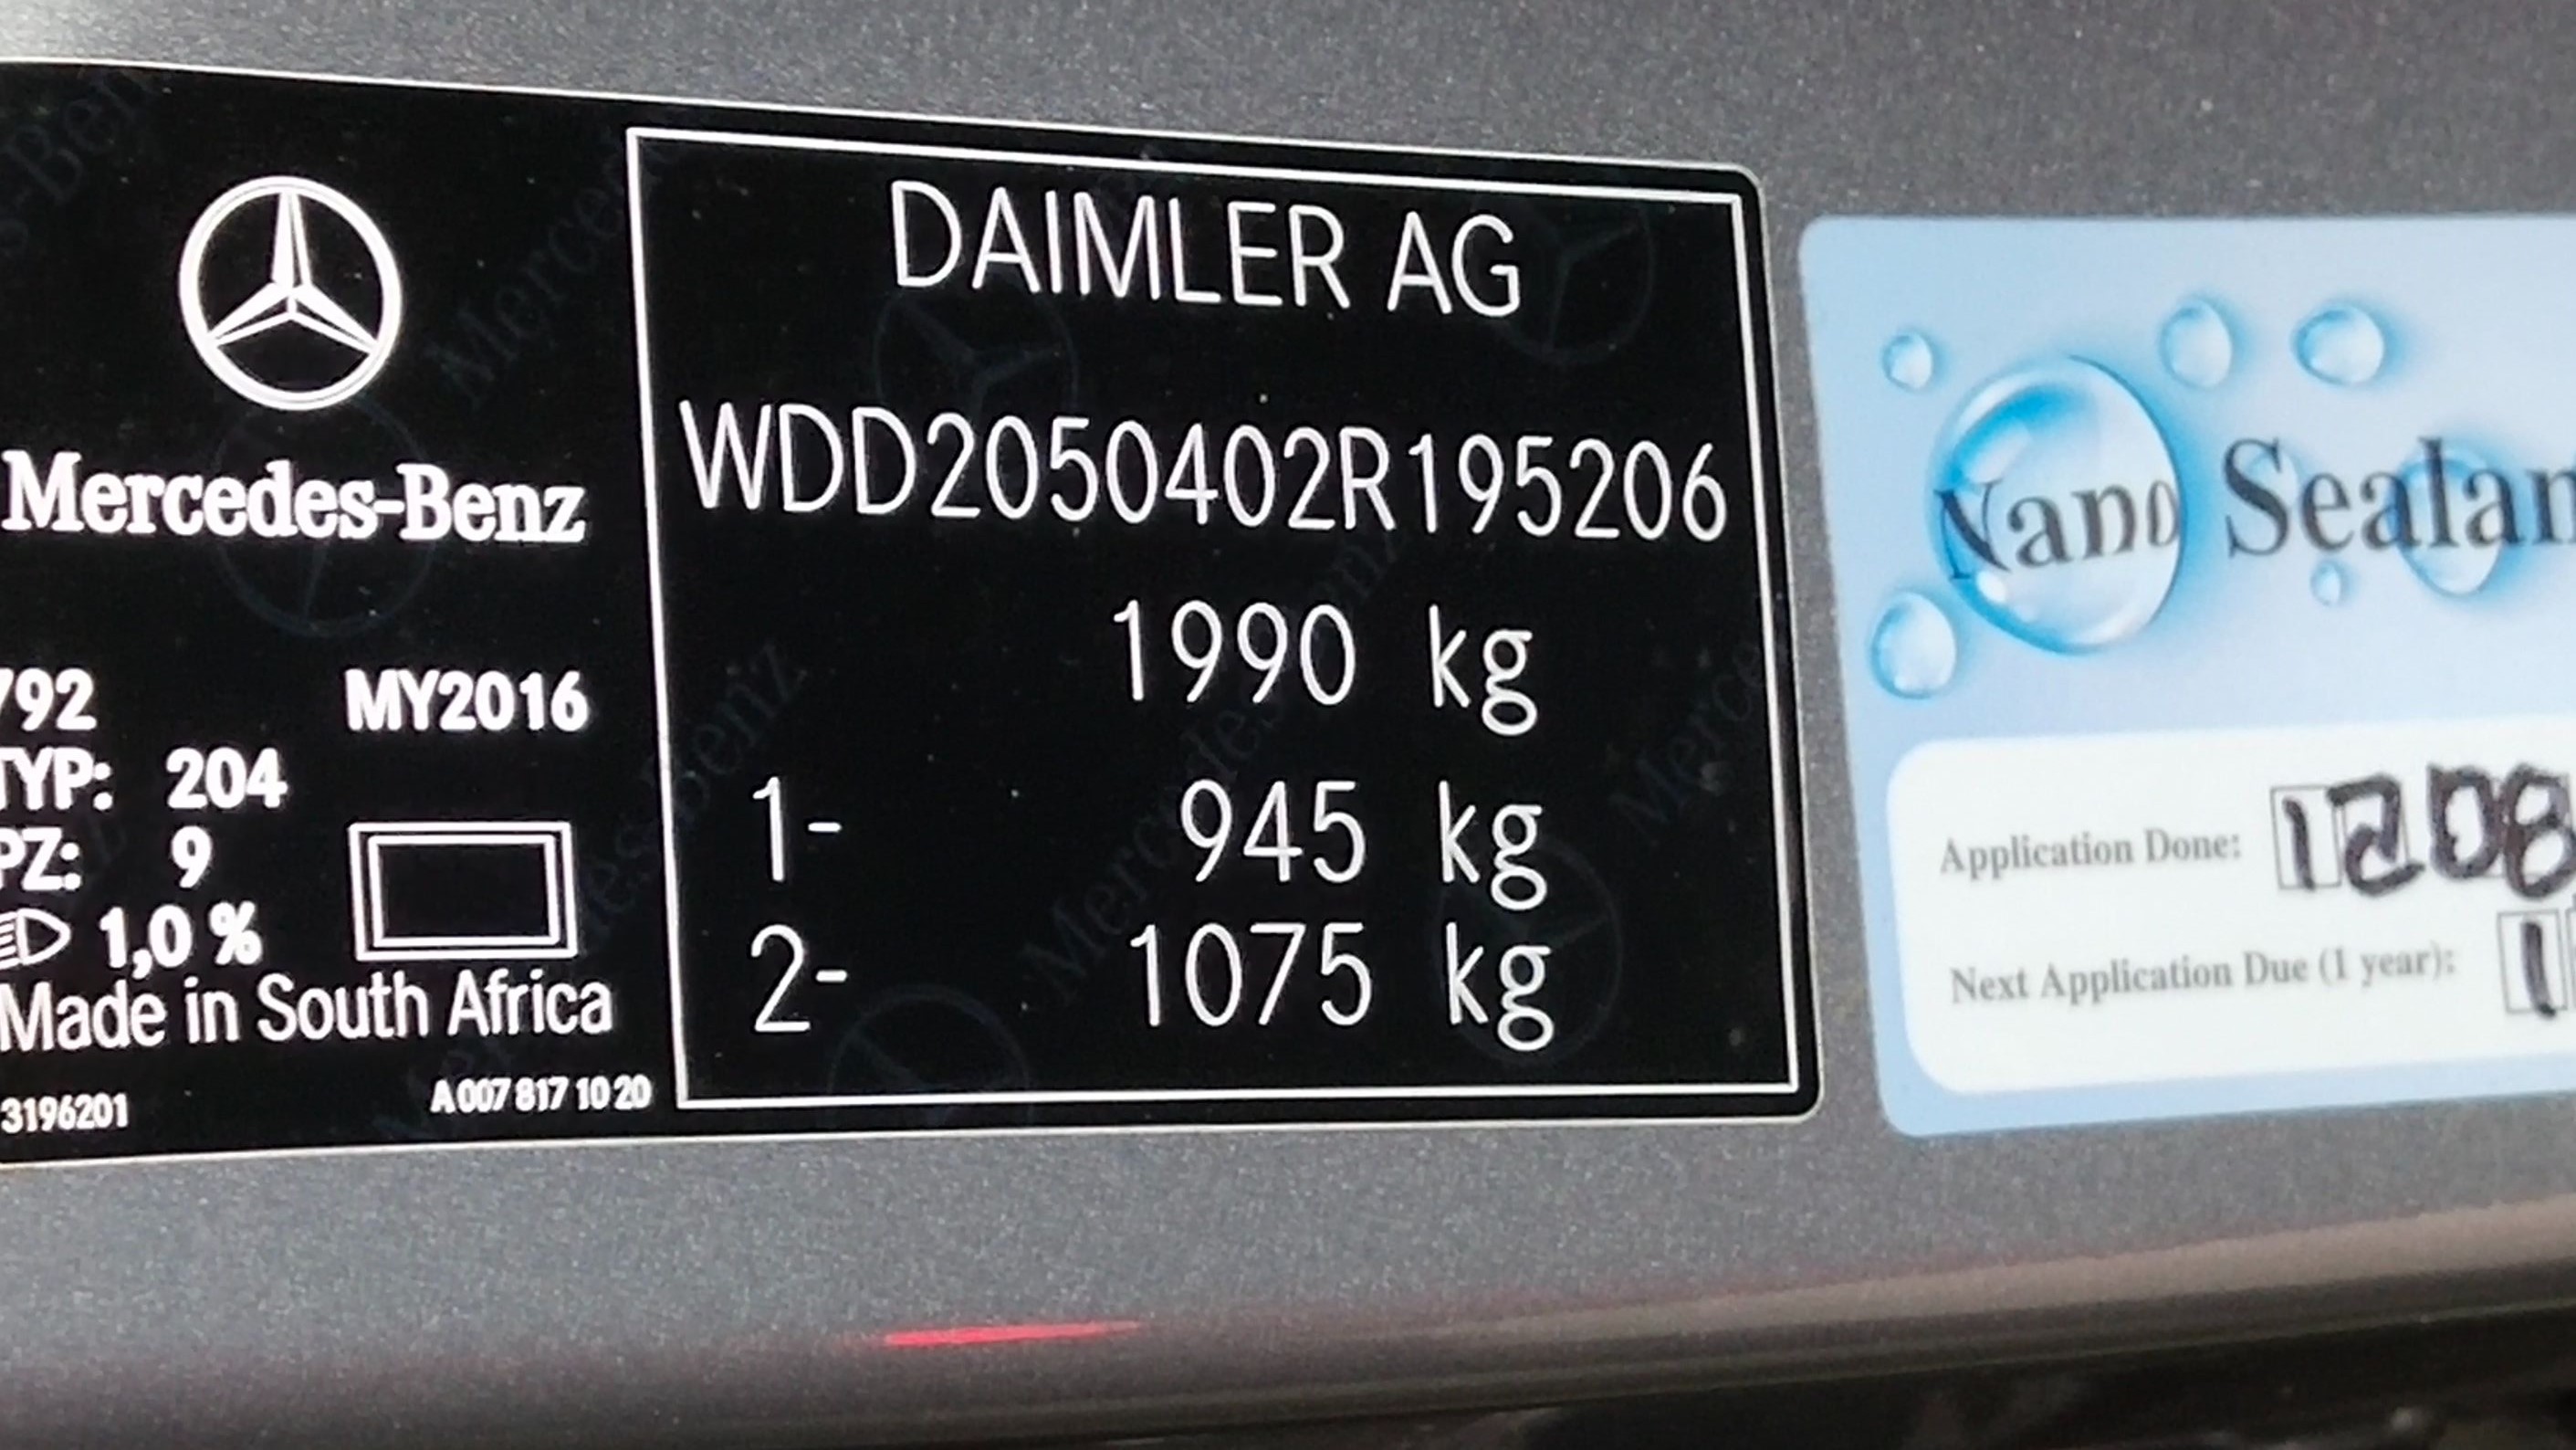 Mercedes-Benz
792 MY2016
TYP: 204
PZ: 9
1,0 %
Made in South Africa
3196201 A 007 817 10 20
DAIMLER AG
WDD2050402R195206
1990 kg
1- 945 kg
2- 1075 kg
Nano Sealan
Application Done: 1208
Next Application Due (1 year): 1